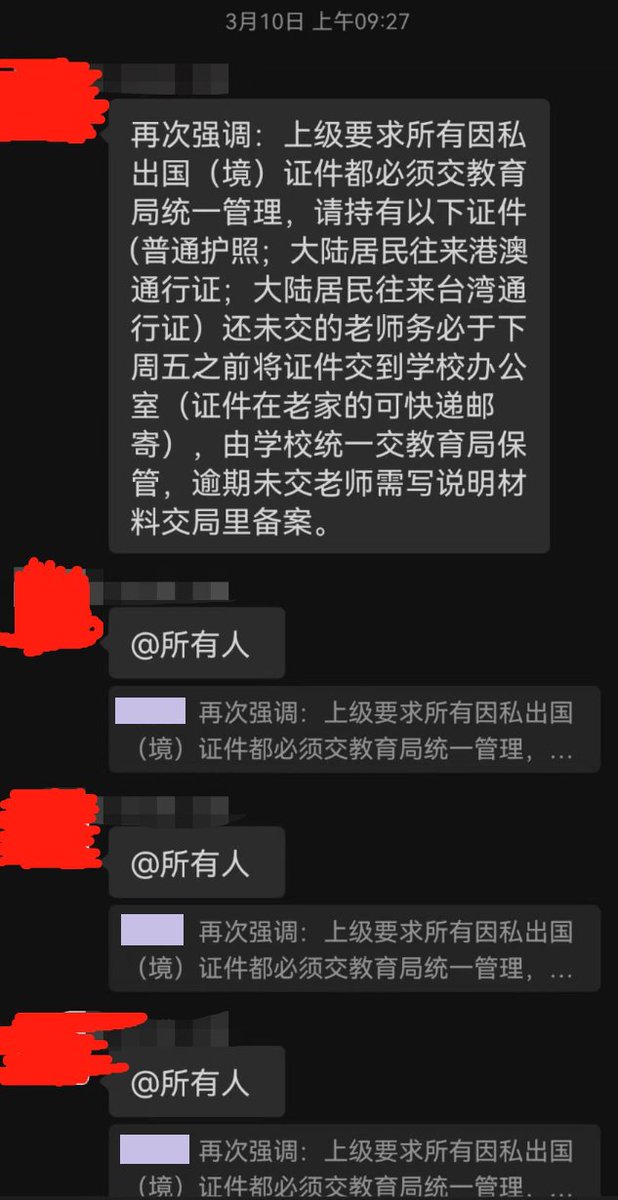 3月10日 上午09:27
再次强调：上级要求所有因私
出国（境）证件都必须交教育
局统一管理，请持有以下证件
(普通护照；大陆居民往来港澳
通行证；大陆居民往来台湾通
行证）还未交的老师务必于下
周五之前将证件交到学校办公
室（证件在老家的可快递邮
寄），由学校统一交教育局保
管，逾期未交老师需写说明材
料交局里备案。
@所有人
再次强调：上级要求所有因私出国
（境）证件都必须交教育局统一管理，...
@所有人
再次强调：上级要求所有因私出国
（境）证件都必须交教育局统一管理，...
@所有人
再次强调：上级要求所有因私出国
（境）证件都必须交教育局统一管理，...